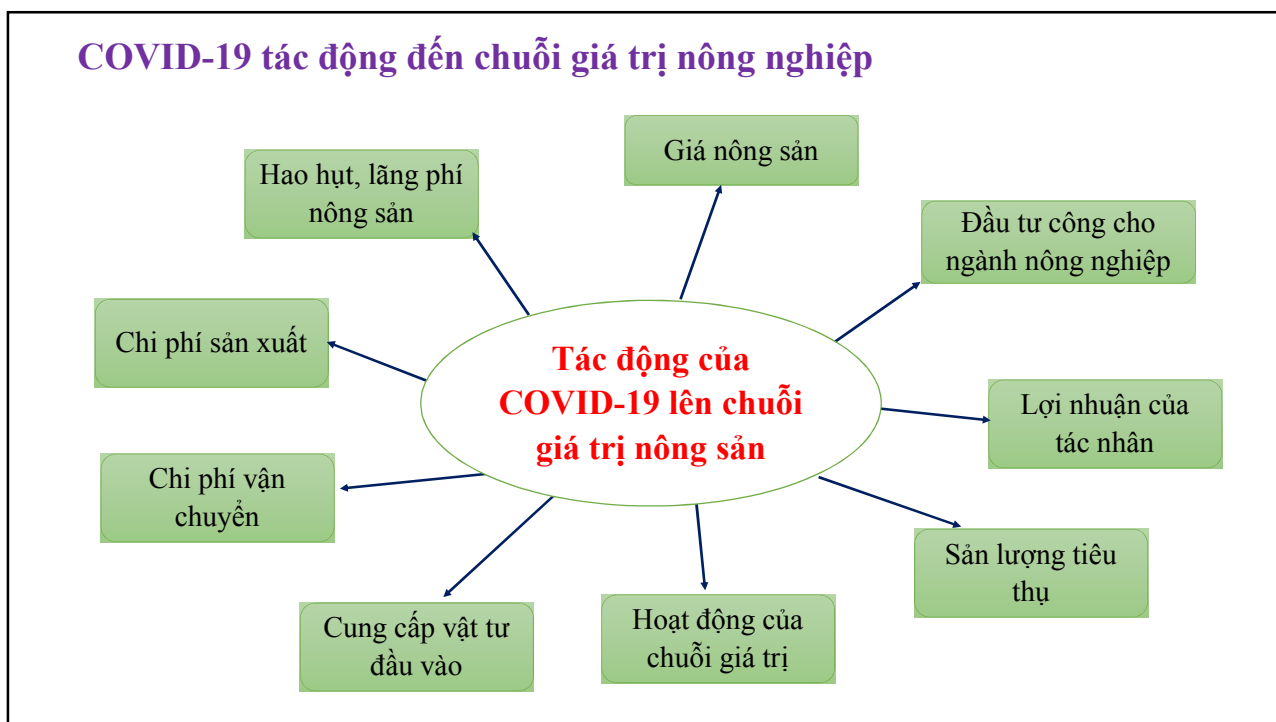 COVID-19 tác động đến chuỗi giá trị nông nghiệp
Giá nông sản
Hao hụt, lãng phí
nông sản
Đầu tư công cho
ngành nông nghiệp
Chi phí sản xuất
Tác động của
COVID-19 lên chuỗi
giá trị nông sản
Lợi nhuận của
tác nhân
Chi phí vận
chuyển
Sản lượng tiêu
thụ
Cung cấp vật tư
đầu vào
Hoạt động của
chuỗi giá trị